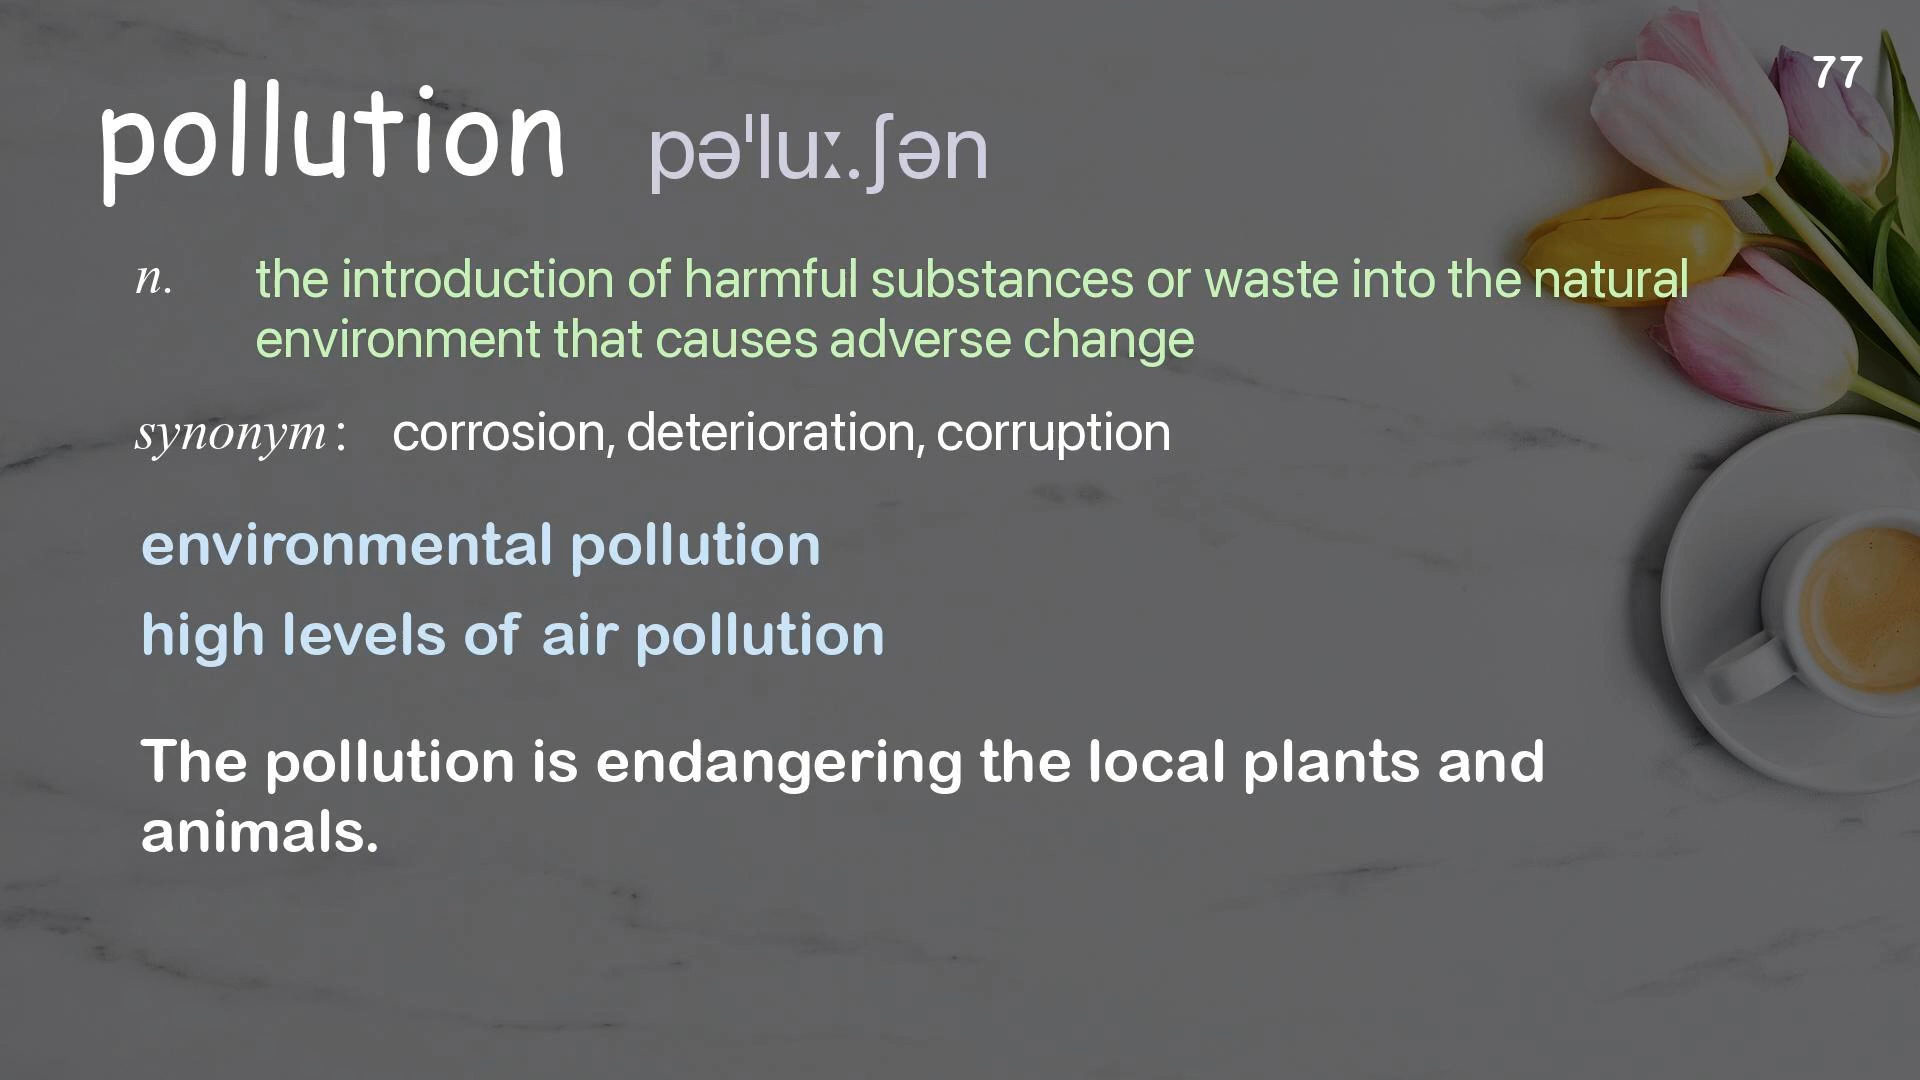 77
pollution pəˈluː.ʃən
n. the introduction of harmful substances or waste into the natural
environment that causes adverse change
synonym: corrosion, deterioration, corruption
environmental pollution
high levels of air pollution
The pollution is endangering the local plants and
animals.